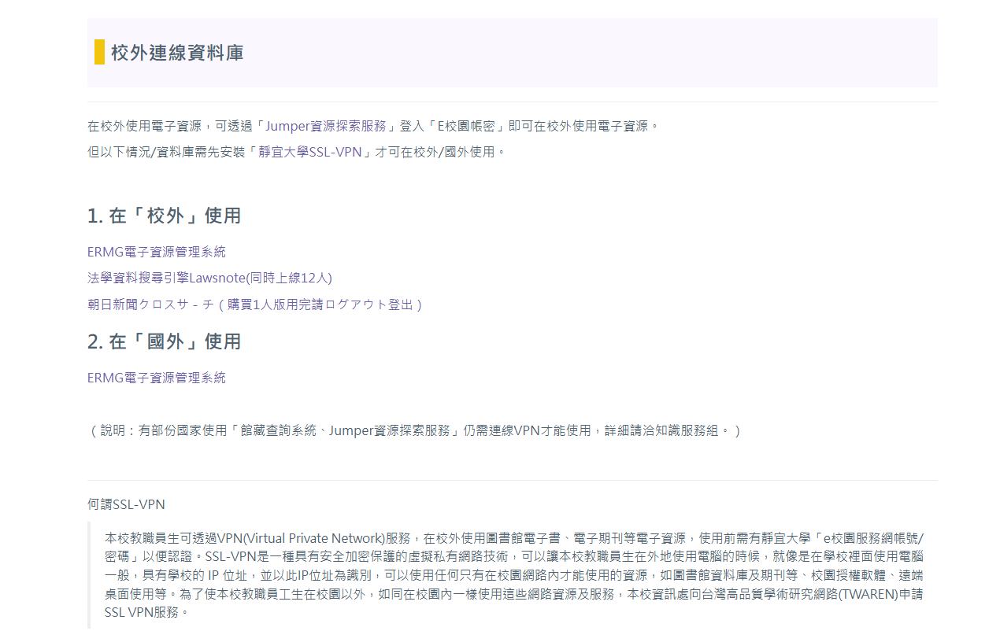 校外連線資料庫
在校外使用電子資源，可透過「Jumper資源探索服務」登入「E校園帳密」即可在校外使用電子資源。
但以下情況/資料庫需先安裝「靜宜大學SSL-VPN」才可在校外/國外使用。
1. 在「校外」使用
ERMG電子資源管理系統
法學資料搜尋引擎Lawsnote(同時上線12人)
朝日新聞クロスサ－チ（購買1人版用完請ログアウト登出）
2. 在「國外」使用
ERMG電子資源管理系統
（說明：有部份國家使用「館藏查詢系統、Jumper資源探索服務」仍需連線VPN才能使用，詳細請洽知識服務組。）
何謂SSL-VPN
本校教職員生可透過VPN(Virtual Private Network)服務，在校外使用圖書館電子書、電子期刊等電子資源，使用前需有靜宜大學「e校園服務網帳號/
密碼」以便認證。SSL-VPN是一種具有安全加密保護的虛擬私有網路技術，可以讓本校教職員生在外地使用電腦的時候，就像是在學校裡面使用電腦
一般，具有學校的 IP 位址，並以此IP位址為識別，可以使用任何只有在校園網路內才能使用的資源，如圖書館資料庫及期刊等、校園授權軟體、遠端
桌面使用等。為了使本校教職員工生在校園以外，如同在校園內一樣使用這些網路資源及服務，本校資訊處向台灣高品質學術研究網路(TWAREN)申請
SSL VPN服務。